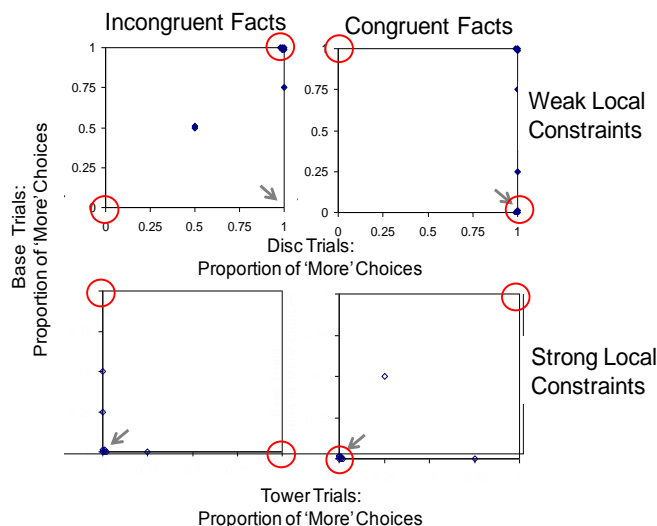 Incongruent Facts
Congruent Facts
Weak Local
Constraints
Base Trials:
Proportion of 'More' Choices
1
0.75
0.5
0.25
0
0 0.25 0.5 0.75 1
1
0.75
0.5
0.25
0
0 0.25 0.5 0.75 1
Disc Trials:
Proportion of 'More' Choices
Strong Local
Constraints
Tower Trials:
Proportion of 'More' Choices